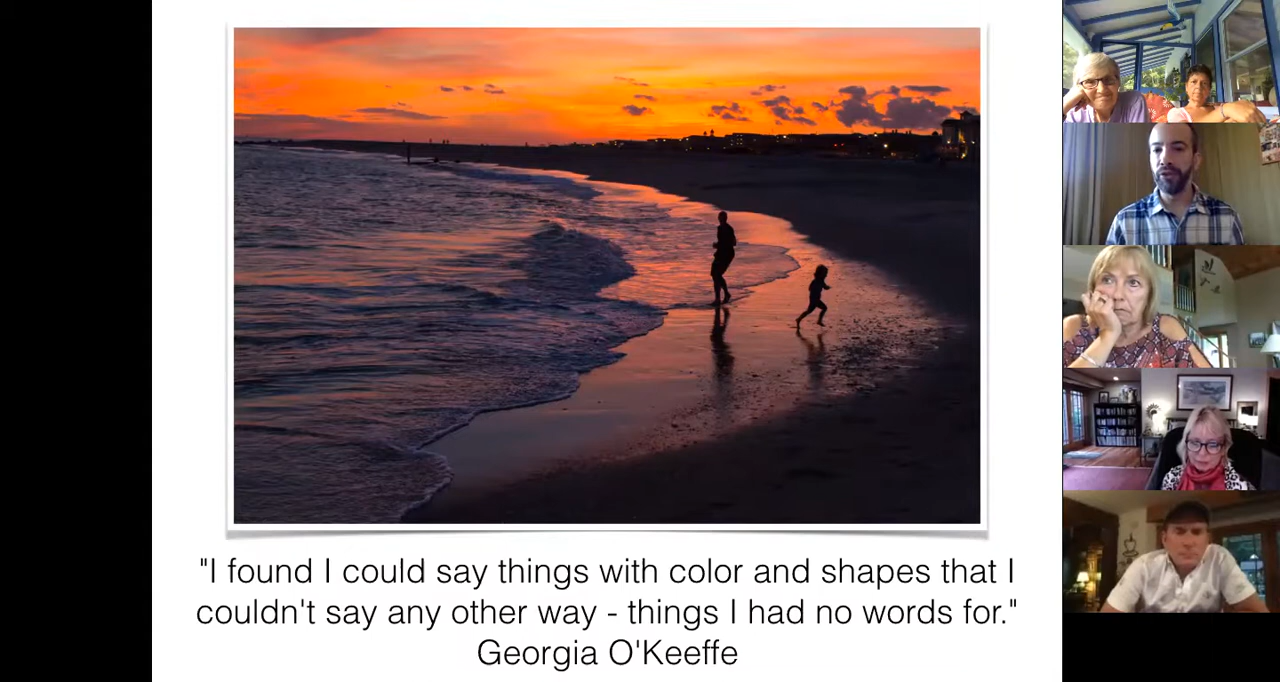 "I found I could say things with color and shapes that I
couldn't say any other way - things I had no words for."
Georgia O'Keeffe